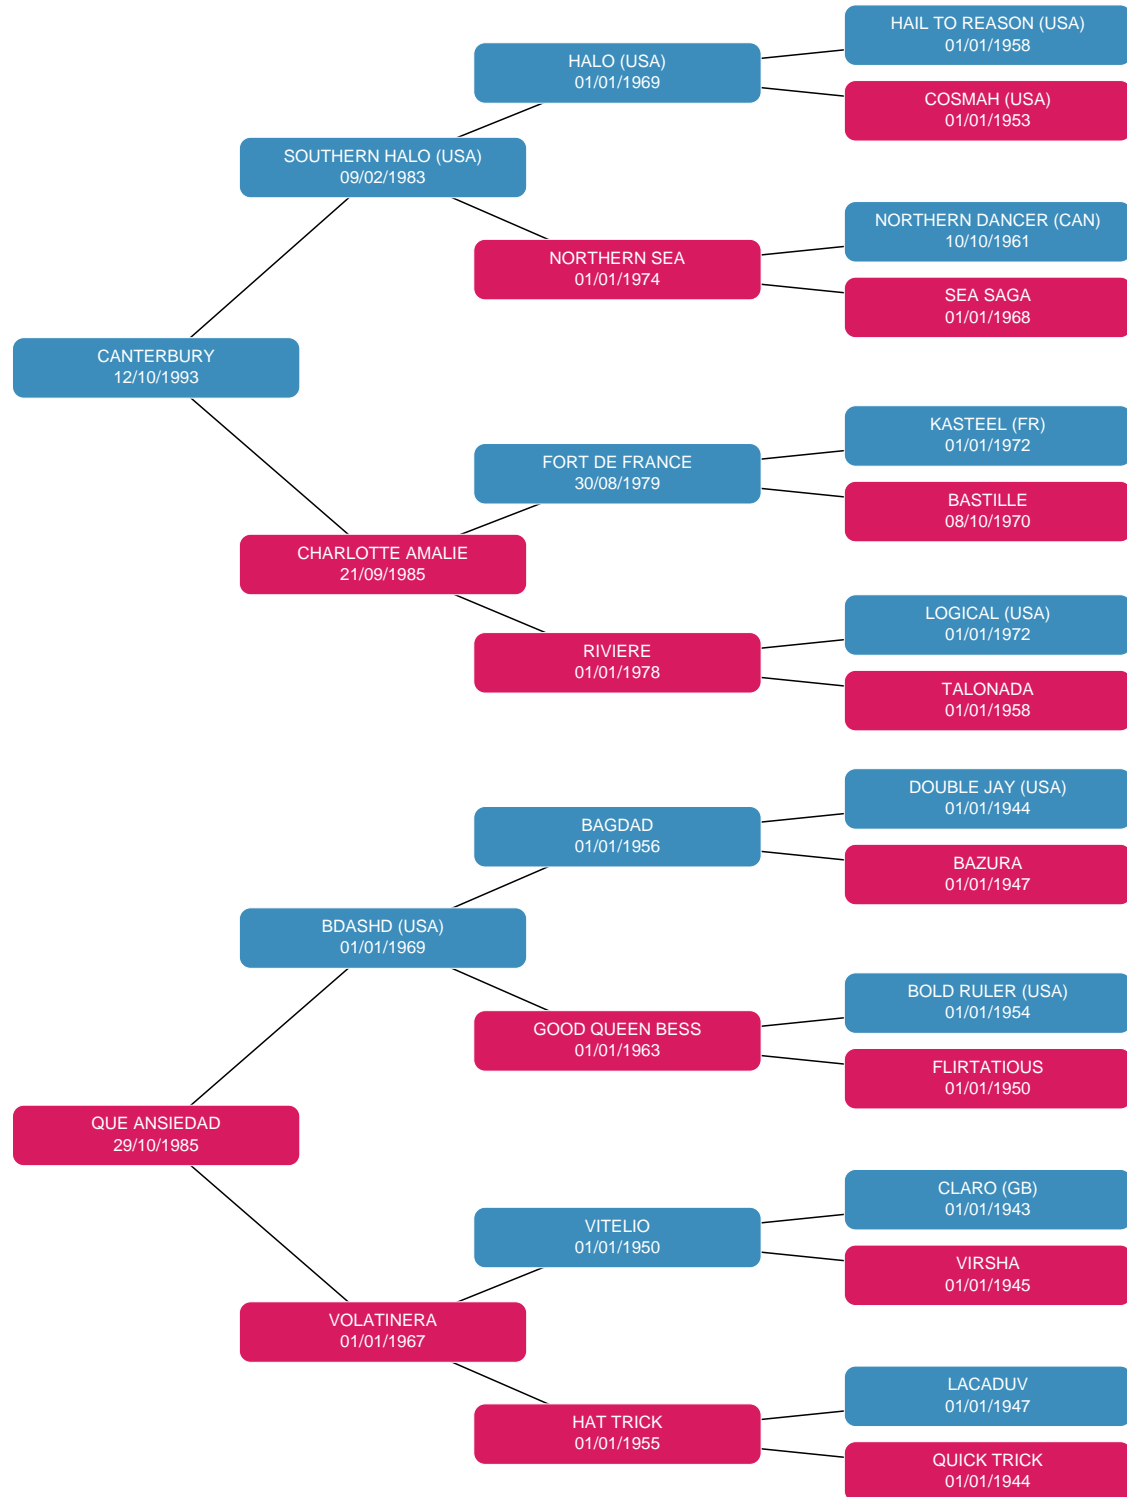 HAIL TO REASON (USA)
01/01/1958
HALO (USA)
01/01/1969
COSMAH (USA)
01/01/1953
SOUTHERN HALO (USA)
09/02/1983
NORTHERN DANCER (CAN)
10/10/1961
NORTHERN SEA
01/01/1974
SEA SAGA
01/01/1968
CANTERBURY
12/10/1993
KASTEEL (FR)
01/01/1972
FORT DE FRANCE
30/08/1979
BASTILLE
08/10/1970
CHARLOTTE AMALIE
21/09/1985
LOGICAL (USA)
01/01/1972
RIVIERE
01/01/1978
TALONADA
01/01/1958
DOUBLE JAY (USA)
01/01/1944
BAGDAD
01/01/1956
BAZURA
01/01/1947
BDASHD (USA)
01/01/1969
BOLD RULER (USA)
01/01/1954
GOOD QUEEN BESS
01/01/1963
FLIRTATIOUS
01/01/1950
QUE ANSIEDAD
29/10/1985
CLARO (GB)
01/01/1943
VITELIO
01/01/1950
VIRSHA
01/01/1945
VOLATINERA
01/01/1967
LACADUV
01/01/1947
HAT TRICK
01/01/1955
QUICK TRICK
01/01/1944